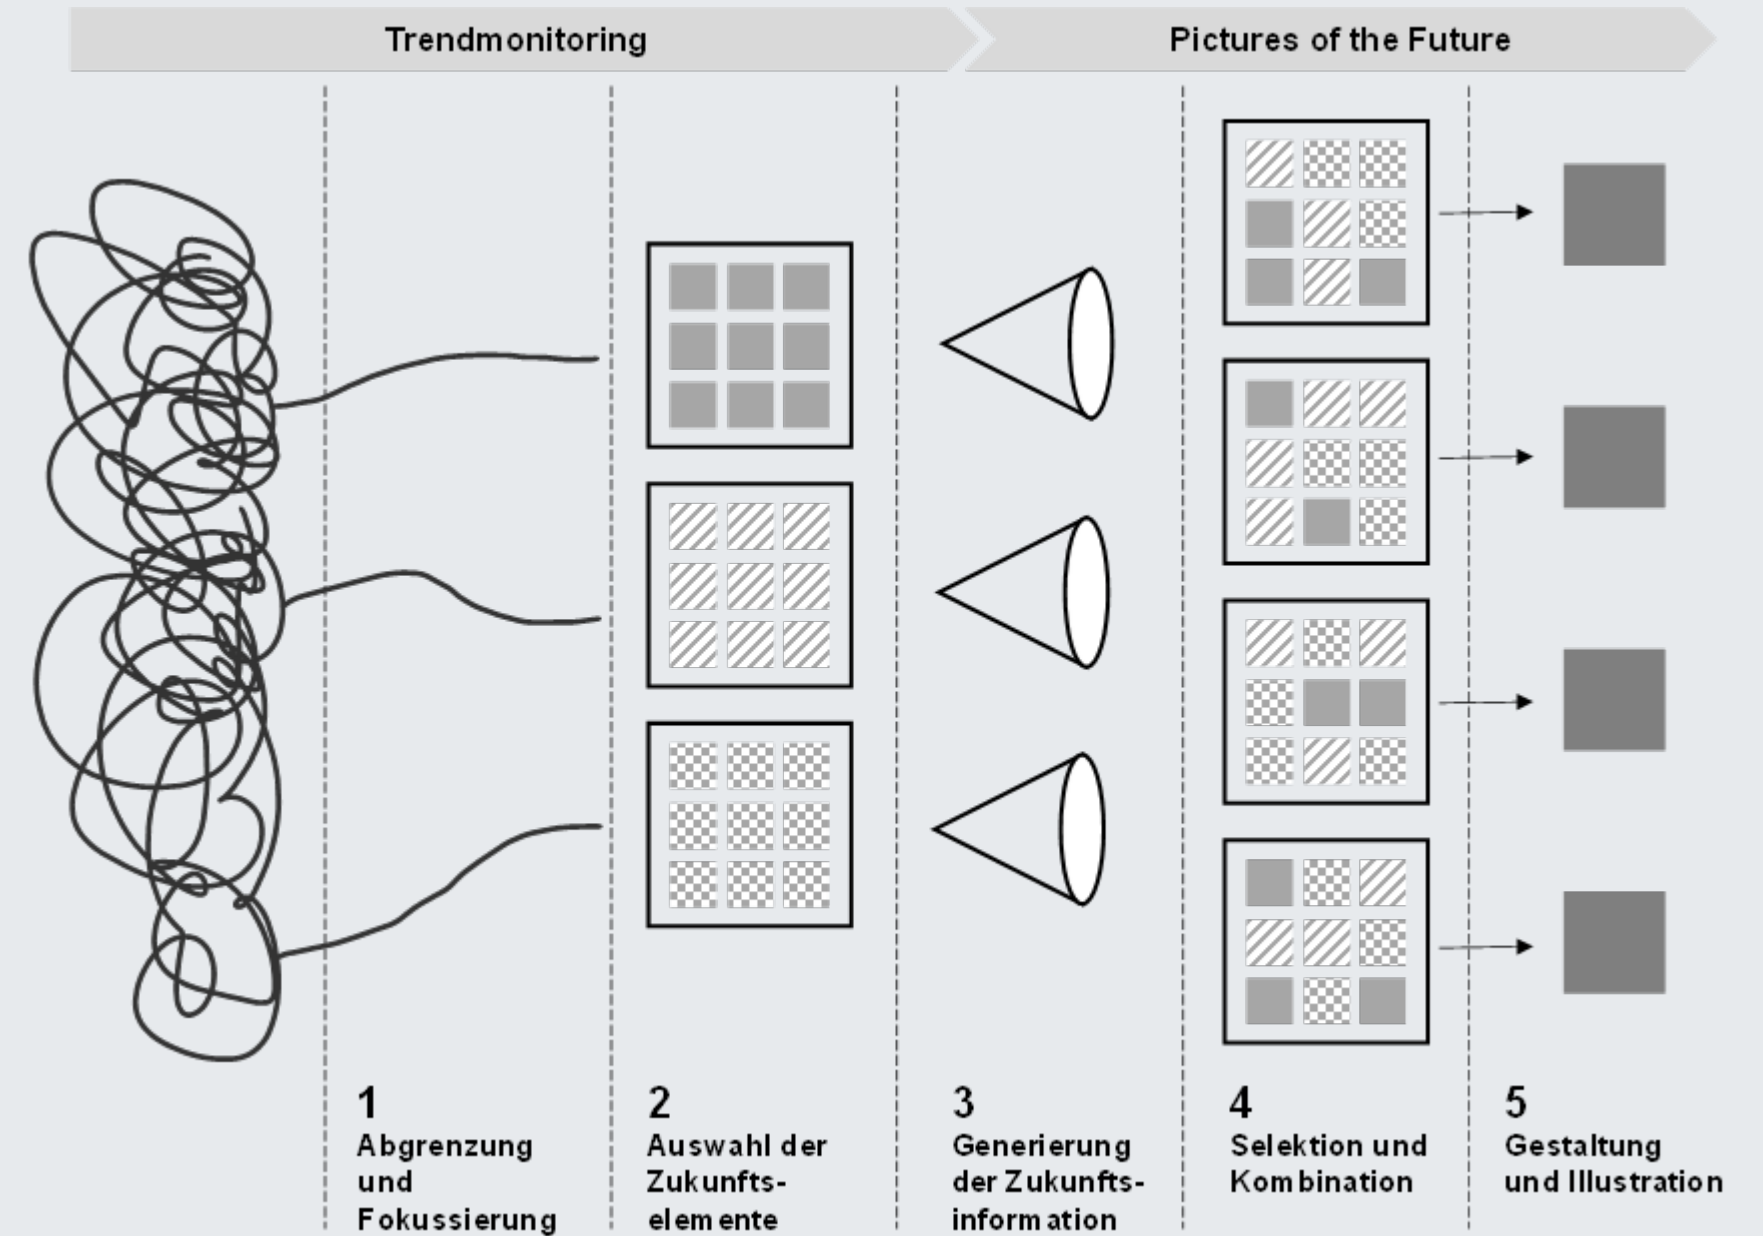 Trendmonitoring
Pictures of the Future
1
Abgrenzung
und
Fokussierung
2
Auswahl der
Zukunfts-
elemente
3
Generierung
der Zukunfts-
information
4
Selektion und
Kombination
5
Gestaltung
und Illustration